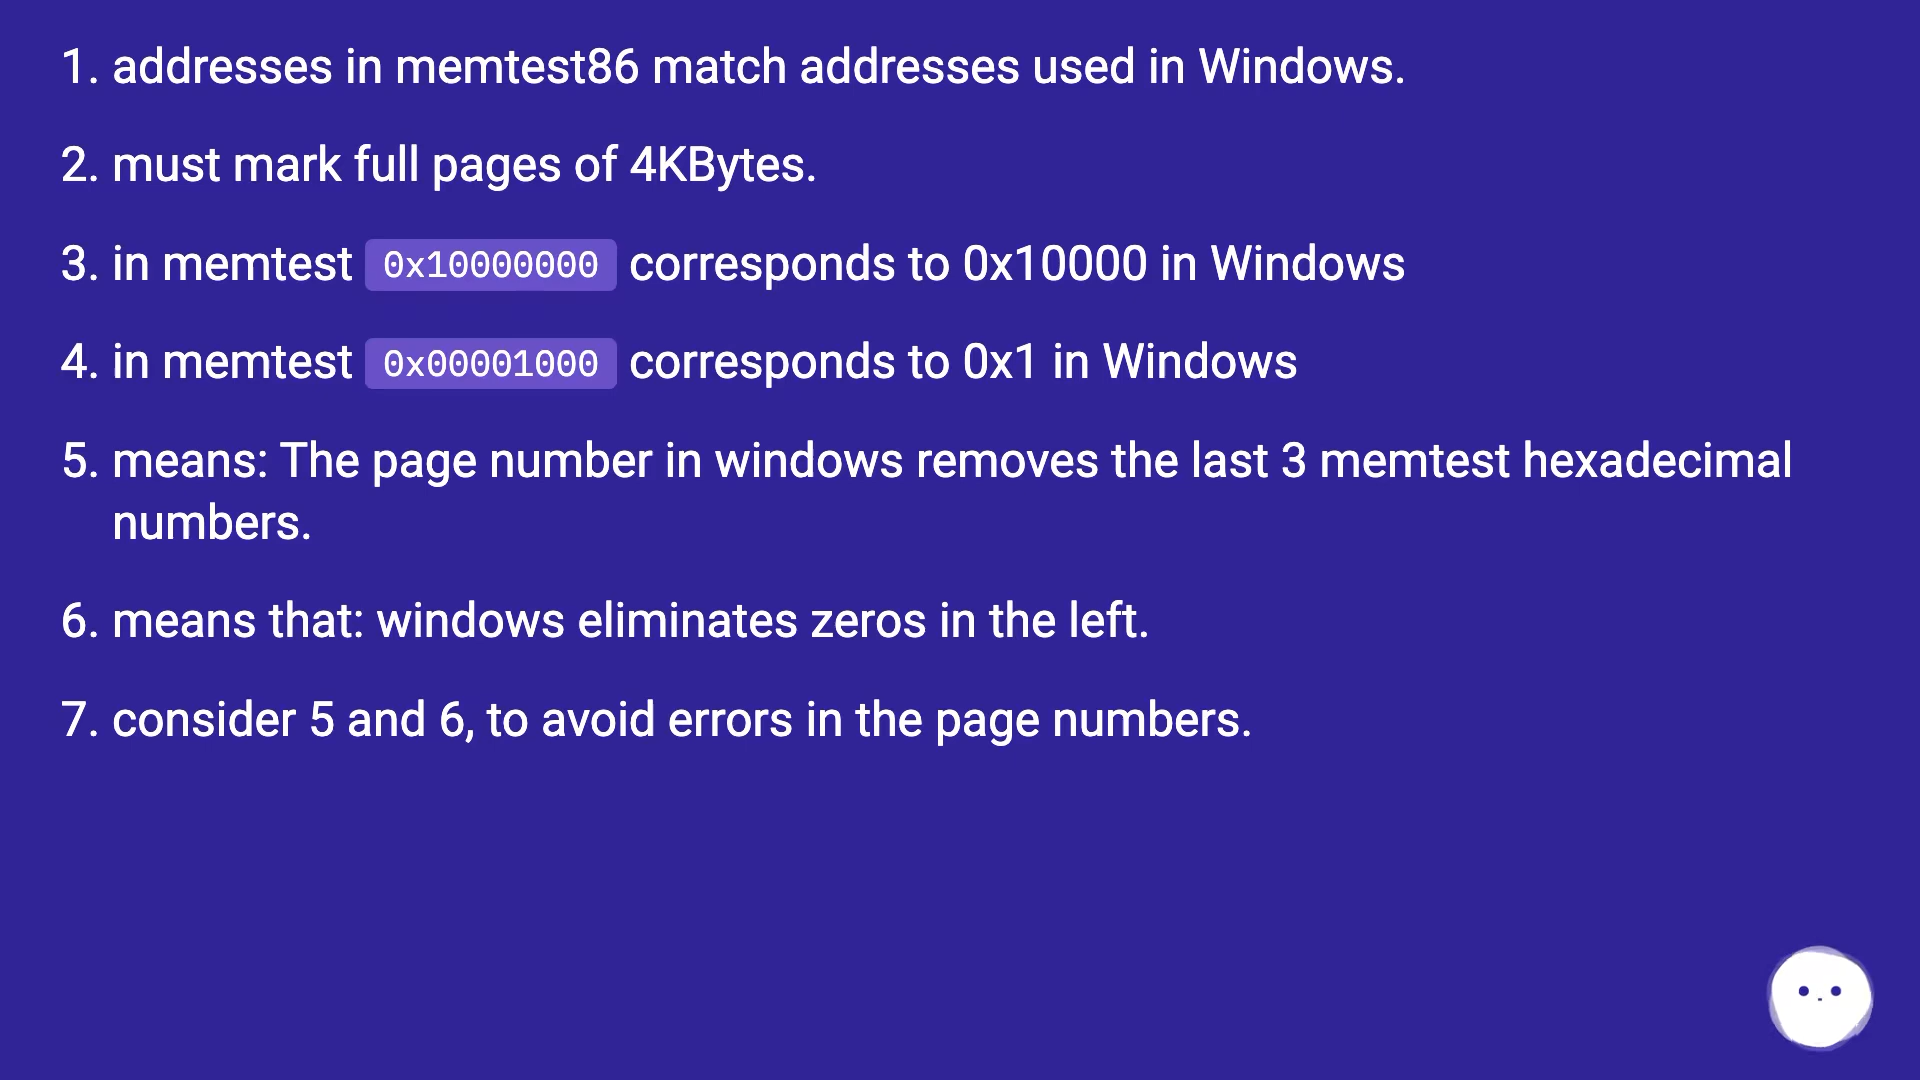 1. addresses in memtest86 match addresses used in Windows.
2. must mark full pages of 4KBytes.
3. in memtest 0x10000000 corresponds to 0x10000 in Windows
4. in memtest 0x00001000 corresponds to 0x1 in Windows
5. means: The page number in windows removes the last 3 memtest hexadecimal
numbers.
6. means that: windows eliminates zeros in the left.
7. consider 5 and 6, to avoid errors in the page numbers.